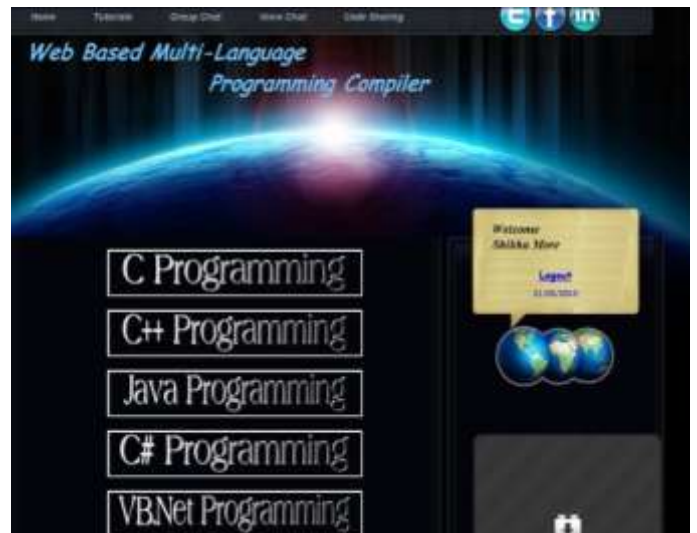 Home Tutorials Group Chat Voice Chat Code Sharing
Web Based Multi-Language
Programming Compiler
Welcome
Shikha More
Logout
C Programming
C++ Programming
Java Programming
C# Programming
VB.Net Programming